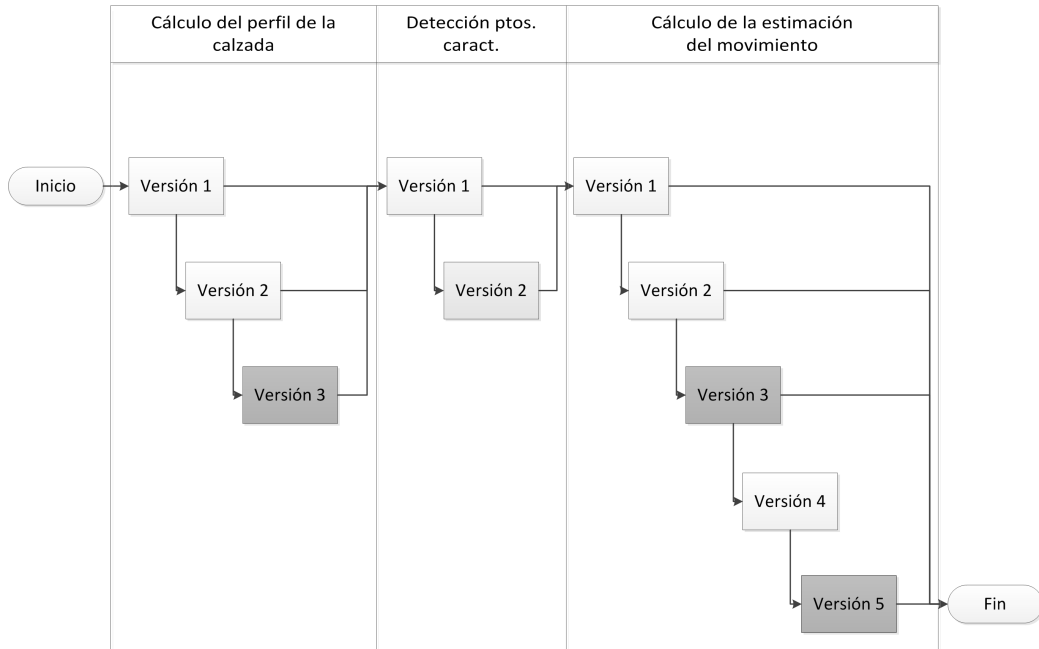 Cálculo del perfil de la
calzada
Detección ptos.
caract.
Cálculo de la estimación
del movimiento
Inicio
Versión 1
Versión 1
Versión 1
Versión 2
Versión 2
Versión 2
Versión 3
Versión 3
Versión 4
Versión 5
Fin